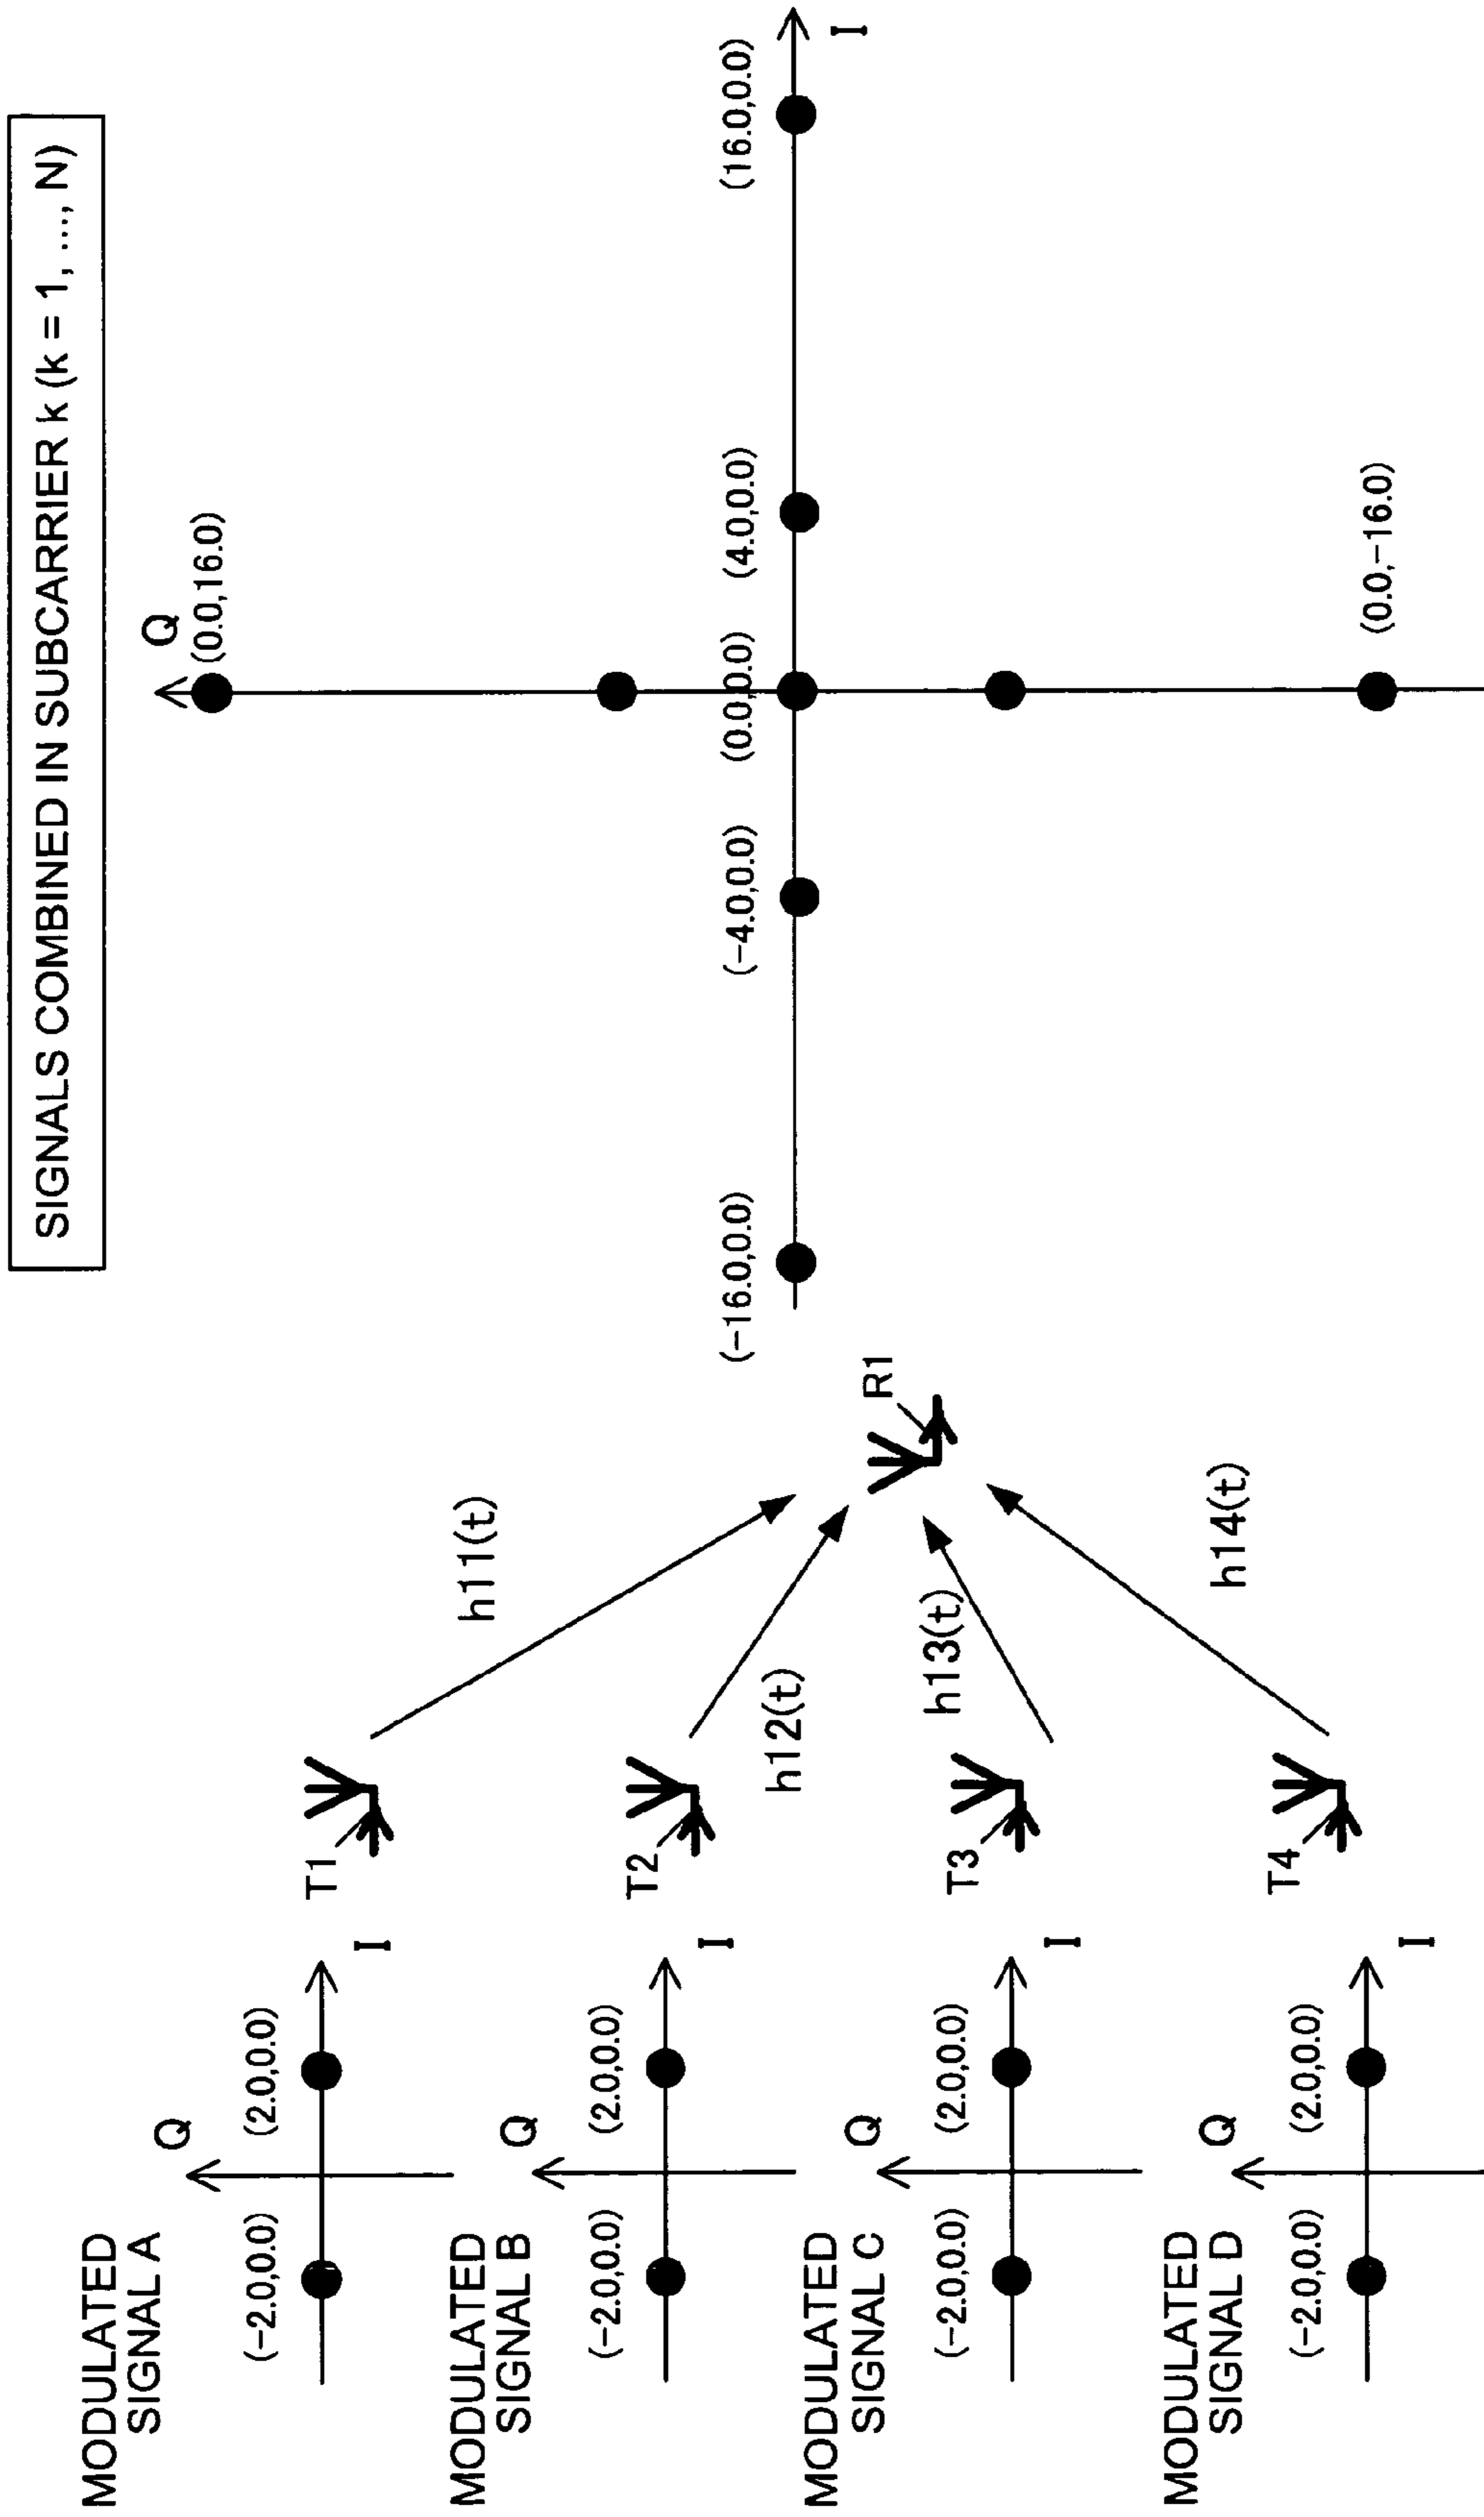 SIGNALS COMBINED IN SUBCARRIER k (k = 1, ..., N)
MODULATED
SIGNAL A
Q
(-2.0,0.0)
(2.0,0.0)
I
T1
h11(t)
MODULATED
SIGNAL B
Q
(-2.0,0.0)
(2.0,0.0)
I
T2
h12(t)
MODULATED
SIGNAL C
Q
(-2.0,0.0)
(2.0,0.0)
I
T3
h13(t)
MODULATED
SIGNAL D
Q
(-2.0,0.0)
(2.0,0.0)
I
T4
h14(t)
R1
Q
(0.0,16.0)
(-16.0,0.0)
(-4.0,0.0)
(0.0,0.0)
(4.0,0.0)
(16.0,0.0)
I
(0.0,-16.0)